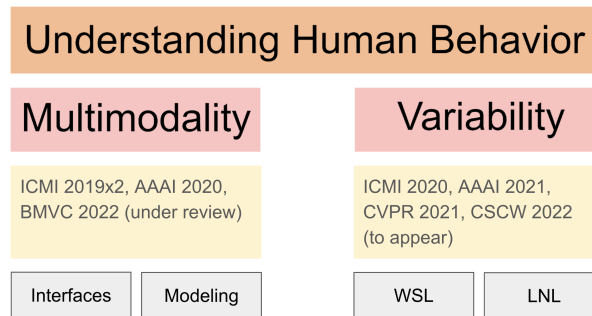 Understanding Human Behavior
Multimodality
Variability
ICMI 2019x2, AAAI 2020,
BMVC 2022 (under review)
ICMI 2020, AAAI 2021,
CVPR 2021, CSCW 2022
(to appear)
Interfaces
Modeling
WSL
LNL